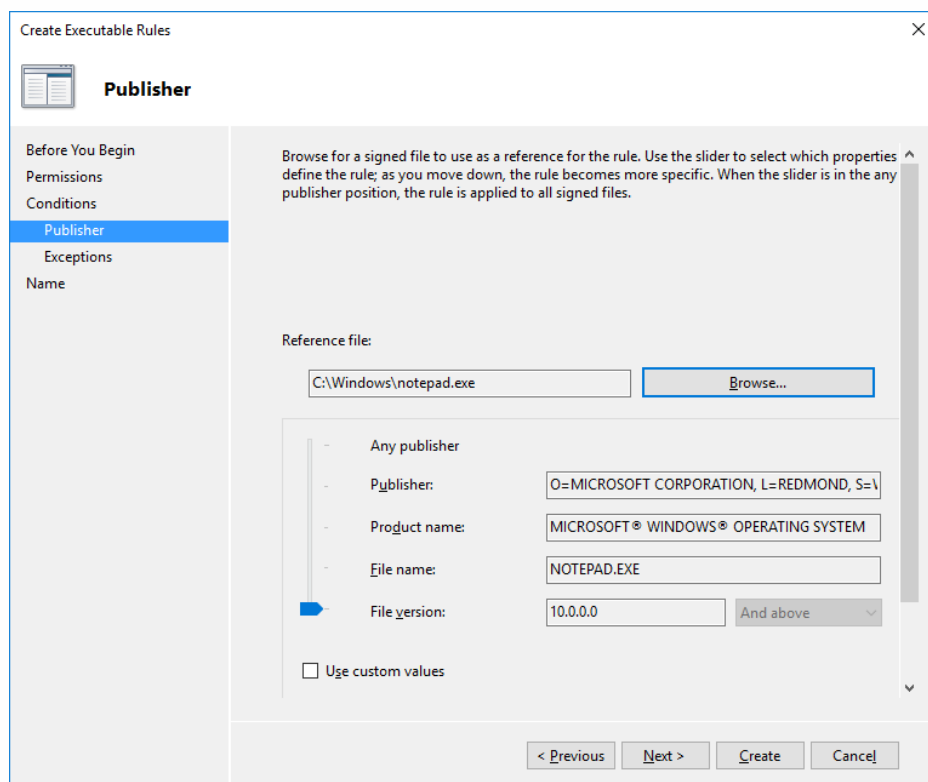 Create Executable Rules
Publisher
Before You Begin
Permissions
Conditions
Publisher
Exceptions
Name
Browse for a signed file to use as a reference for the rule. Use the slider to select which properties
define the rule; as you move down, the rule becomes more specific. When the slider is in the any
publisher position, the rule is applied to all signed files.
Reference file:
C:\Windows\notepad.exe
Browse...
Any publisher
Publisher:
O=MICROSOFT CORPORATION, L=REDMOND, S=
Product name:
MICROSOFT® WINDOWS® OPERATING SYSTEM
File name:
NOTEPAD.EXE
File version:
10.0.0.0
And above
Use custom values
< Previous
Next >
Create
Cancel